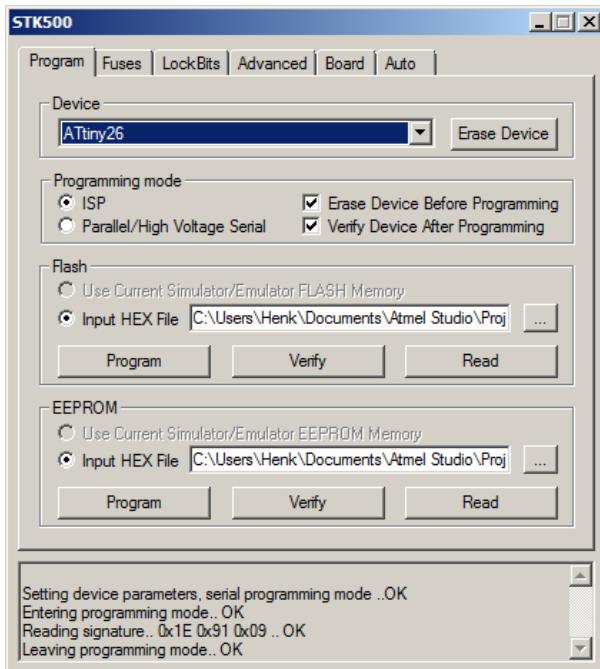 STK500
Program Fuses LockBits Advanced Board Auto
Device
ATtiny26 Erase Device
Programming mode
ISP Erase Device Before Programming
Parallel/High Voltage Serial Verify Device After Programming
Flash
Use Current Simulator/Emulator FLASH Memory
Input HEX File C:\Users\Henk\Documents\Atmel Studio\Proj ...
Program Verify Read
EEPROM
Use Current Simulator/Emulator EEPROM Memory
Input HEX File C:\Users\Henk\Documents\Atmel Studio\Proj ...
Program Verify Read
Setting device parameters, serial programming mode ..OK
Entering programming mode.. OK
Reading signature.. 0x1E 0x91 0x09 .. OK
Leaving programming mode.. OK